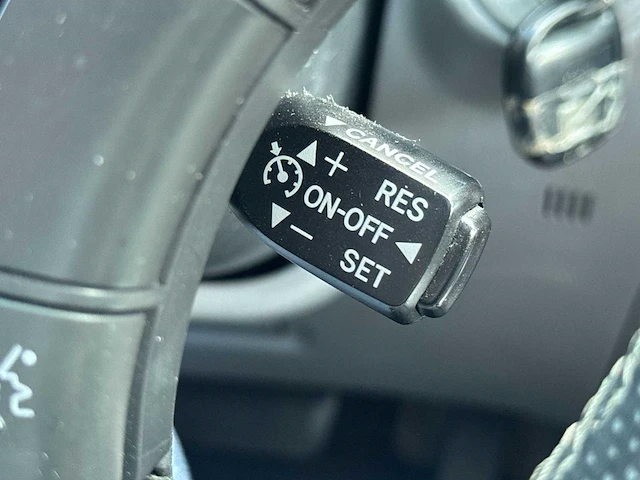 CANCEL
+ RES
ON-OFF
– SET